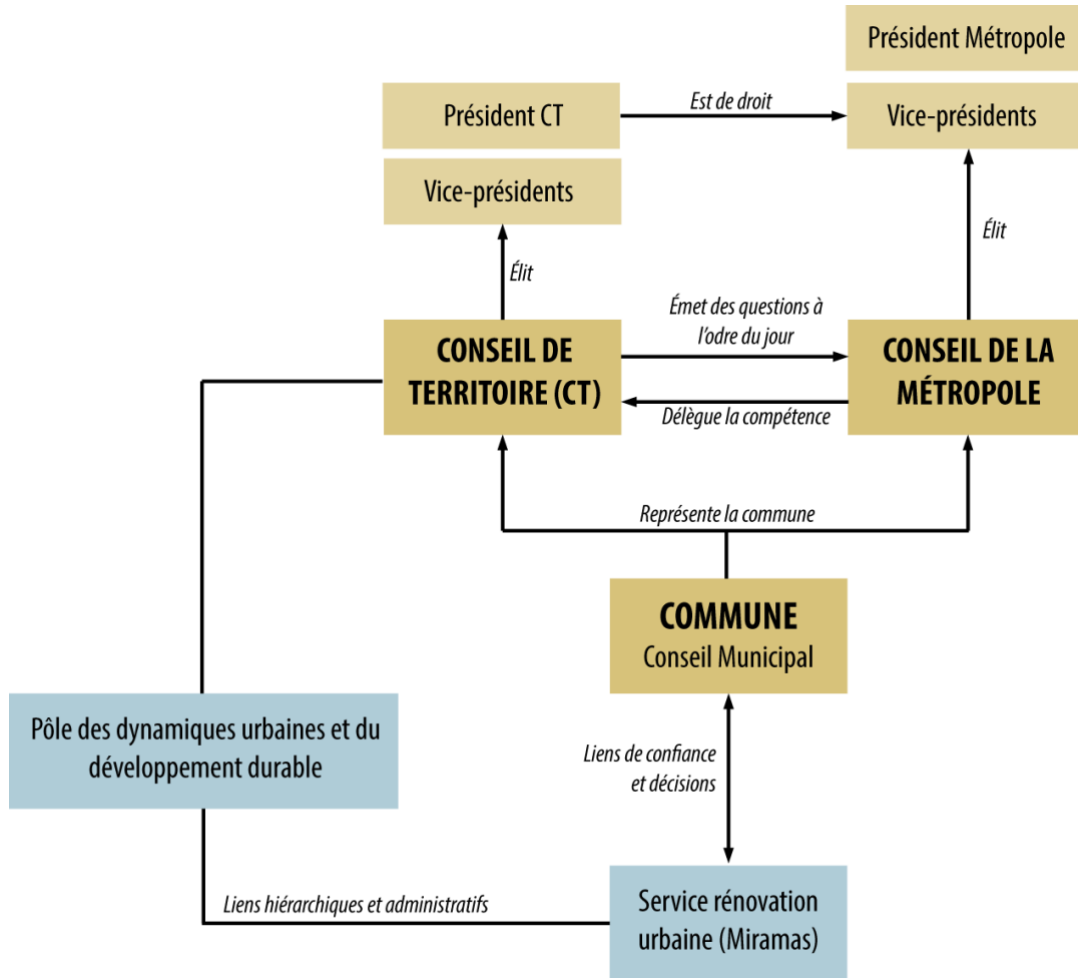 Président Métropole
Président CT
Est de droit
Vice-présidents
Vice-présidents
Élit
Élit
Émet des questions à
l'odre du jour
CONSEIL DE
TERRITOIRE (CT)
CONSEIL DE LA
MÉTROPOLE
Délègue la compétence
Représente la commune
COMMUNE
Conseil Municipal
Pôle des dynamiques urbaines et du
développement durable
Liens de confiance
et décisions
Liens hiérarchiques et administratifs
Service rénovation
urbaine (Miramas)